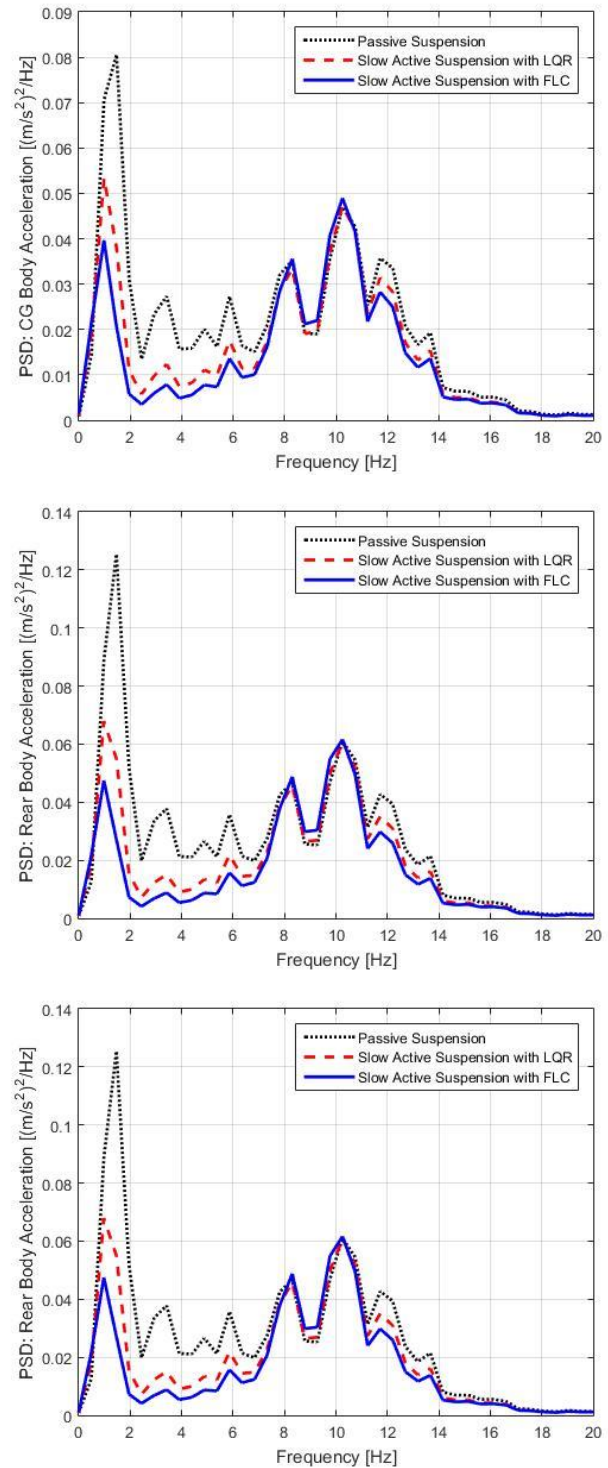 0.09
0.08
0.07
0.06
0.05
0.04
0.03
0.02
0.01
0
PSD: CG Body Acceleration [(m/s²)²/Hz]
Passive Suspension
Slow Active Suspension with LQR
Slow Active Suspension with FLC
0 2 4 6 8 10 12 14 16 18 20
Frequency [Hz]
0.14
0.12
0.1
0.08
0.06
0.04
0.02
0
PSD: Rear Body Acceleration [(m/s²)²/Hz]
Passive Suspension
Slow Active Suspension with LQR
Slow Active Suspension with FLC
0 2 4 6 8 10 12 14 16 18 20
Frequency [Hz]
0.14
0.12
0.1
0.08
0.06
0.04
0.02
0
PSD: Rear Body Acceleration [(m/s²)²/Hz]
Passive Suspension
Slow Active Suspension with LQR
Slow Active Suspension with FLC
0 2 4 6 8 10 12 14 16 18 20
Frequency [Hz]